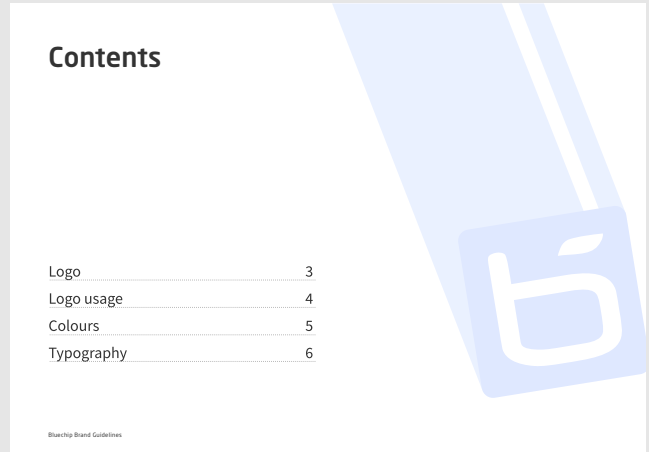 Contents
Logo 3
Logo usage 4
Colours 5
Typography 6
Bluechip Brand Guidelines